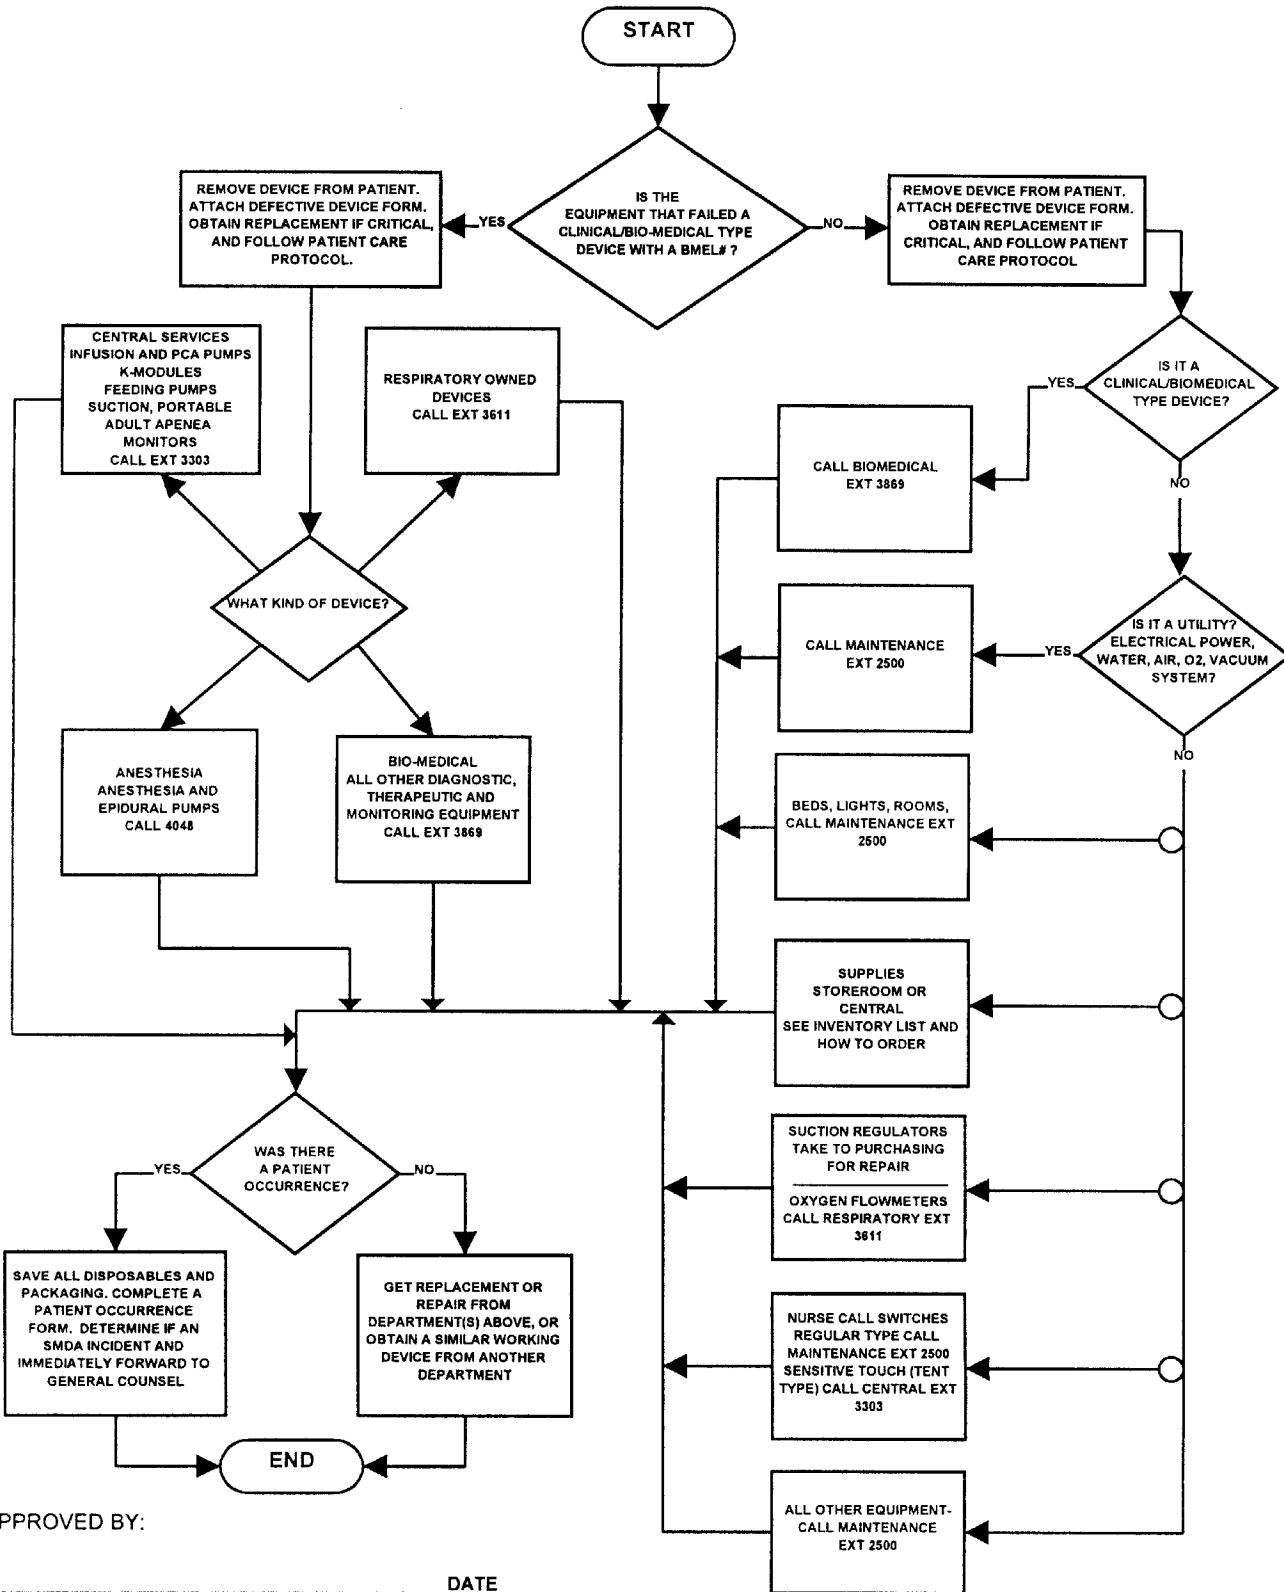 START
IS THE
EQUIPMENT THAT FAILED A
CLINICAL/BIO-MEDICAL TYPE
DEVICE WITH A BMEL# ?
YES
NO
REMOVE DEVICE FROM PATIENT.
ATTACH DEFECTIVE DEVICE FORM.
OBTAIN REPLACEMENT IF CRITICAL,
AND FOLLOW PATIENT CARE
PROTOCOL.
REMOVE DEVICE FROM PATIENT.
ATTACH DEFECTIVE DEVICE FORM.
OBTAIN REPLACEMENT IF
CRITICAL, AND FOLLOW PATIENT
CARE PROTOCOL
CENTRAL SERVICES
INFUSION AND PCA PUMPS
K-MODULES
FEEDING PUMPS
SUCTION, PORTABLE
ADULT APENEA
MONITORS
CALL EXT 3303
RESPIRATORY OWNED
DEVICES
CALL EXT 3611
IS IT A
CLINICAL/BIOMEDICAL
TYPE DEVICE?
YES
NO
CALL BIOMEDICAL
EXT 3869
WHAT KIND OF DEVICE?
CALL MAINTENANCE
EXT 2500
YES
IS IT A UTILITY?
ELECTRICAL POWER,
WATER, AIR, O2, VACUUM
SYSTEM?
NO
ANESTHESIA
ANESTHESIA AND
EPIDURAL PUMPS
CALL 4048
BIO-MEDICAL
ALL OTHER DIAGNOSTIC,
THERAPEUTIC AND
MONITORING EQUIPMENT
CALL EXT 3869
BEDS, LIGHTS, ROOMS,
CALL MAINTENANCE EXT
2500
SUPPLIES
STOREROOM OR
CENTRAL
SEE INVENTORY LIST AND
HOW TO ORDER
WAS THERE
A PATIENT
OCCURRENCE?
YES
NO
SUCTION REGULATORS
TAKE TO PURCHASING
FOR REPAIR
OXYGEN FLOWMETERS
CALL RESPIRATORY EXT
3611
SAVE ALL DISPOSABLES AND
PACKAGING. COMPLETE A
PATIENT OCCURRENCE
FORM. DETERMINE IF AN
SMDA INCIDENT AND
IMMEDIATELY FORWARD TO
GENERAL COUNSEL
GET REPLACEMENT OR
REPAIR FROM
DEPARTMENT(S) ABOVE, OR
OBTAIN A SIMILAR WORKING
DEVICE FROM ANOTHER
DEPARTMENT
NURSE CALL SWITCHES
REGULAR TYPE CALL
MAINTENANCE EXT 2500
SENSITIVE TOUCH (TENT
TYPE) CALL CENTRAL EXT
3303
END
ALL OTHER EQUIPMENT-
CALL MAINTENANCE
EXT 2500
PPROVED BY:
DATE